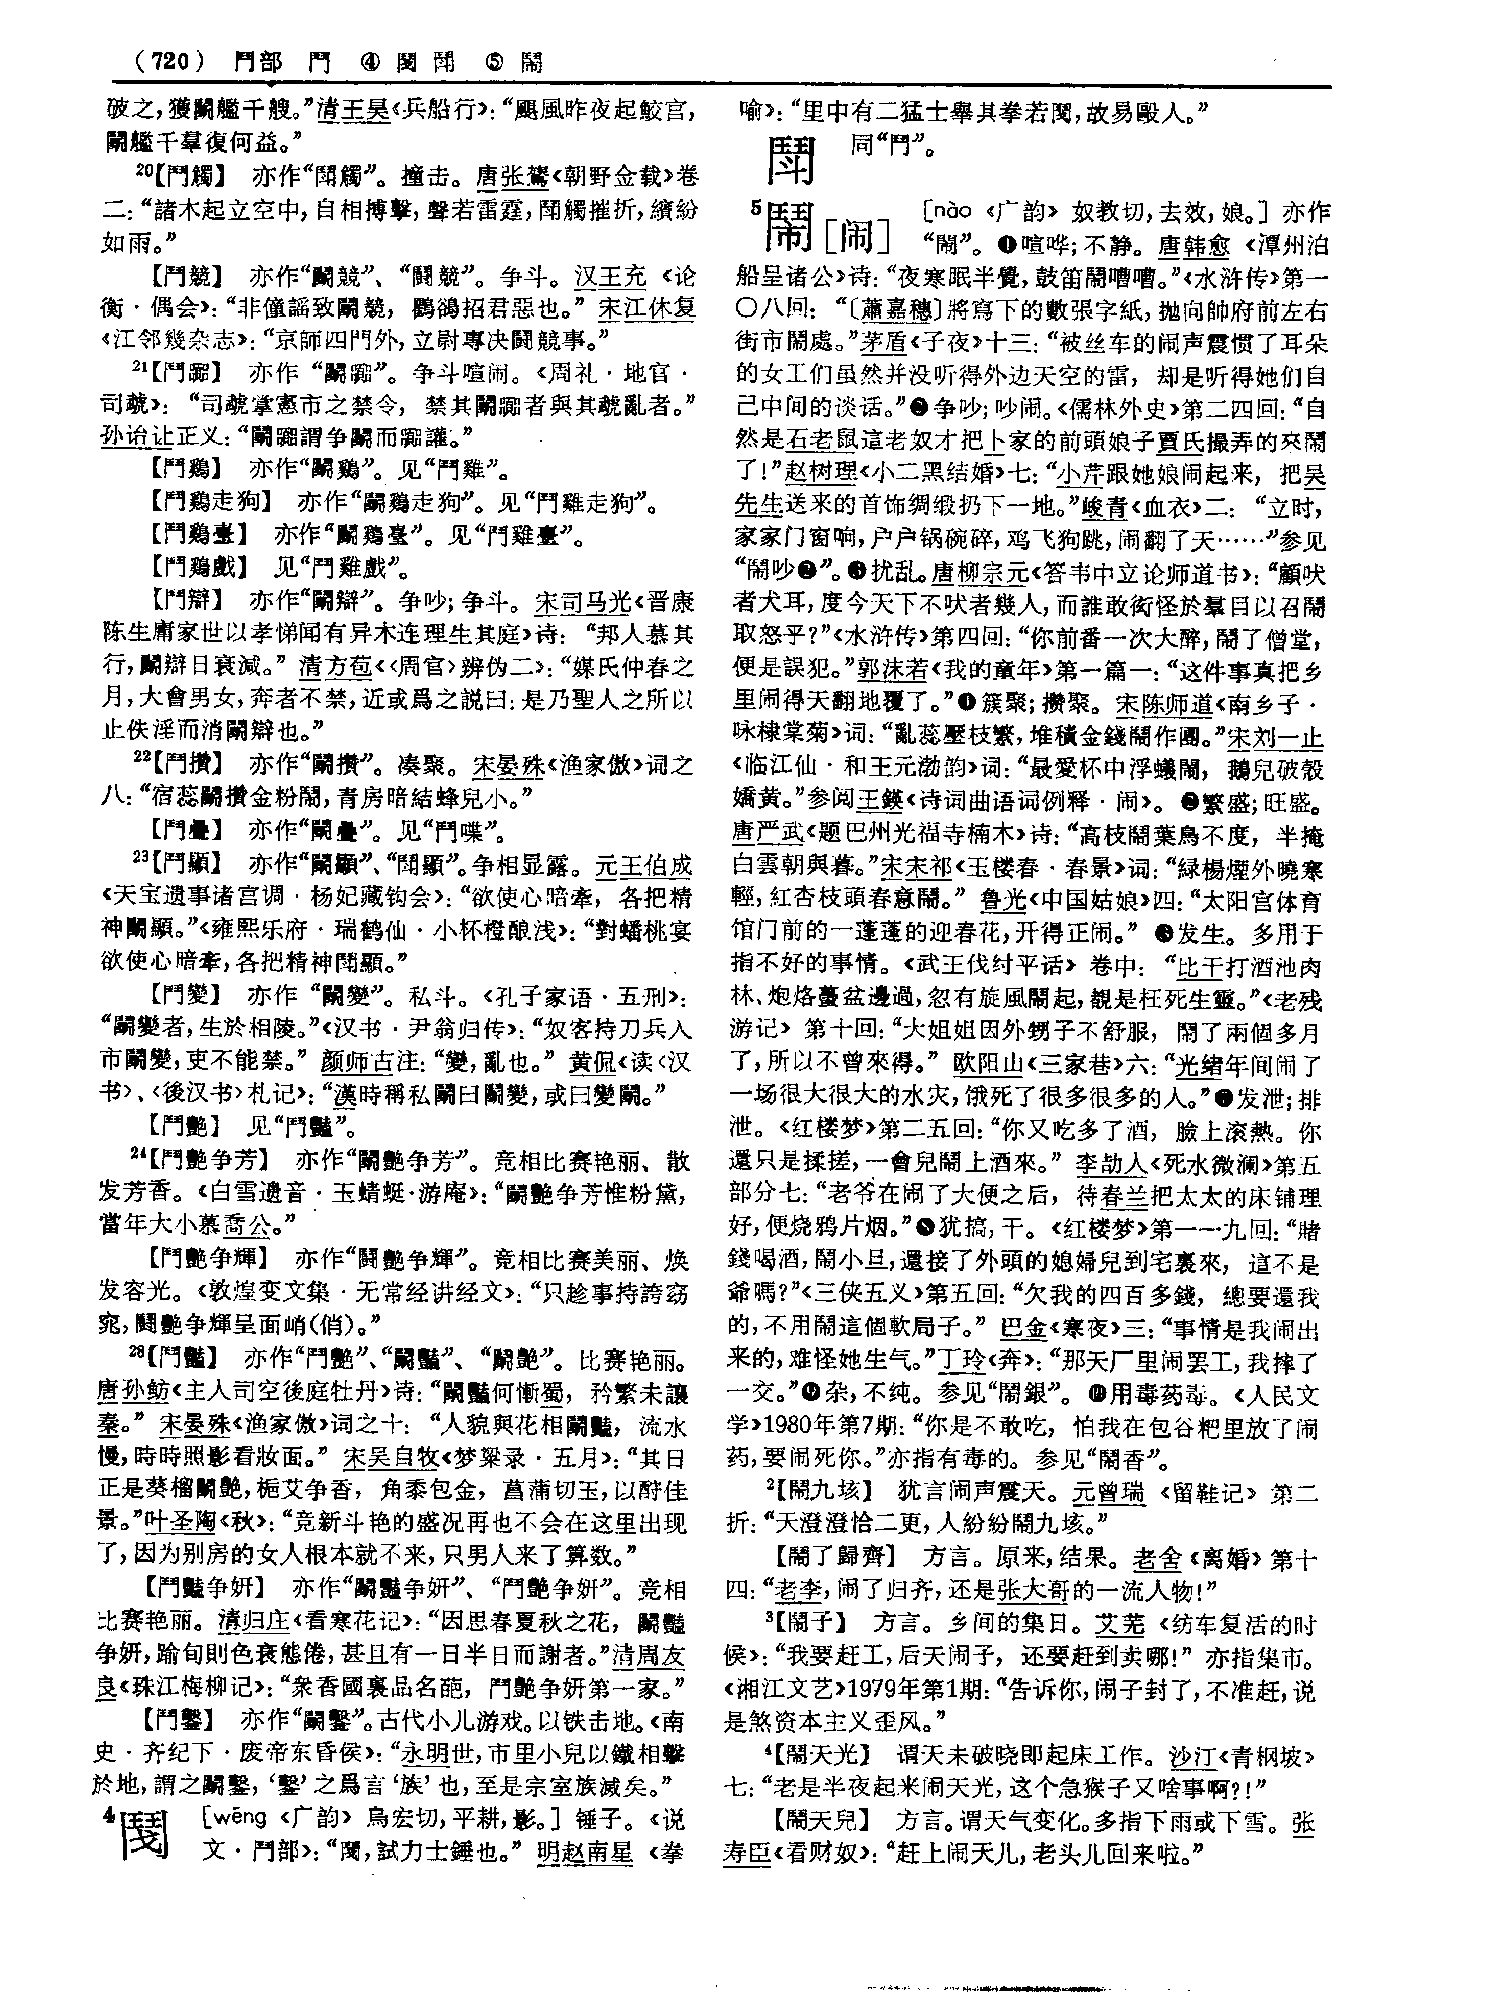 (720) 鬥部 鬥 ④䦍鬦 ⑤鬧
破之，獲鬭艦千艘。”清王昊《兵船行》：“颶風昨夜起鮫宫，
鬭艦千羣復何益。”
20【鬥觸】 亦作“鬪觸”。撞击。唐张鷟《朝野佥载》卷
二：“諸木起立空中，自相搏擊，聲若雷霆，鬪觸摧折，繽紛
如雨。”
【鬥競】 亦作“鬭競”、“鬪競”。争斗。汉王充《论
衡·偶会》：“非僮謡致鬭競，鸜鵒招君惡也。”宋江休复
《江邻幾杂志》：“京師四門外，立尉專决鬪競事。”
21【鬥嚻】 亦作“鬭嚻”。争斗喧闹。《周礼·地官·
司虣》：“司虣掌憲市之禁令，禁其鬭嚻者與其虣亂者。”
孙诒让正义：“鬭嚻謂争鬭而嚻讙。”
【鬥鷄】 亦作“鬭鷄”。见“鬥雞”。
【鬥鷄走狗】 亦作“鬭鷄走狗”。见“鬥雞走狗”。
【鬥鷄臺】 亦作“鬭鷄臺”。见“鬥雞臺”。
【鬥鷄戲】 见“鬥雞戲”。
【鬥辯】 亦作“鬭辯”。争吵；争斗。宋司马光《晋康
陈生庸家世以孝悌闻有异木连理生其庭》诗：“邦人慕其
行，鬭辯日衰減。”清方苞《〈周官〉辨伪二》：“媒氏仲春之
月，大會男女，奔者不禁，近或爲之説曰：是乃聖人之所以
止佚淫而消鬭辯也。”
22【鬥攢】 亦作“鬭攢”。凑聚。宋晏殊《渔家傲》词之
八：“宿蕊鬭攢金粉鬧，青房暗結蜂兒小。”
【鬥疊】 亦作“鬭疊”。见“鬥喋”。
23【鬥顯】 亦作“鬭顯”、“鬪顯”。争相显露。元王伯成
《天宝遗事诸宫调·杨妃藏钩会》：“欲使心暗牽，各把精
神鬭顯。”《雍熙乐府·瑞鹤仙·小杯橙酿浅》：“對蟠桃宴
欲使心暗牽，各把精神鬪顯。”
【鬥變】 亦作“鬭變”。私斗。《孔子家语·五刑》：
“鬭變者，生於相陵。”《汉书·尹翁归传》：“奴客持刀兵入
市鬭變，吏不能禁。”颜师古注：“變，亂也。”黄侃《读〈汉
书〉、〈後汉书〉札记》：“漢時稱私鬭曰鬭變，或曰變鬭。”
【鬥艷】 见“鬥豔”。
24【鬥艷争芳】 亦作“鬭艷争芳”。竞相比赛艳丽、散
发芳香。《白雪遗音·玉蜻蜓·游庵》：“鬭艷争芳惟粉黛，
當年大小慕喬公。”
【鬥艷争輝】 亦作“鬪艷争輝”。竞相比赛美丽、焕
发容光。《敦煌变文集·无常经讲经文》：“只趁事持誇窈
窕，鬪艷争輝呈面峭(俏)。”
28【鬥豔】 亦作“鬥艷”、“鬭豔”、“鬭艷”。比赛艳丽。
唐孙鲂《主人司空後庭牡丹》诗：“鬭豔何慚蜀，矜繁未讓
秦。”宋晏殊《渔家傲》词之十：“人貌與花相鬭豔，流水
慢，時時照影看妝面。”宋吴自牧《梦粱录·五月》：“其日
正是葵榴鬭艷，梔艾争香，角黍包金，菖蒲切玉，以酧佳
景。”叶圣陶《秋》：“竞新斗艳的盛况再也不会在这里出现
了，因为别房的女人根本就不来，只男人来了算数。”
【鬥豔争妍】 亦作“鬭豔争妍”、“鬥艷争妍”。竞相
比赛艳丽。清归庄《看寒花记》：“因思春夏秋之花，鬭豔
争妍，踰旬則色衰態倦，甚且有一日半日而謝者。”清周友
良《珠江梅柳记》：“衆香國裏品名葩，鬥艷争妍第一家。”
【鬥鑿】 亦作“鬭鑿”。古代小儿游戏。以铁击地。《南
史·齐纪下·废帝东昏侯》：“永明世，市里小兒以鐵相擊
於地，謂之鬭鑿，‘鑿’之爲言‘族’也，至是宗室族滅矣。”
4 䦍 [wēng 《广韵》烏宏切，平耕，影。] 锤子。《说
文·鬥部》：“䦍，試力士錘也。”明赵南星《拳
喻》：“里中有二猛士舉其拳若䦍，故易毆人。”
鬦 同“鬥”。
5 鬧[闹] [nào 《广韵》奴教切，去效，娘。] 亦作
“閙”。❶喧哗；不静。唐韩愈《潭州泊
船呈诸公》诗：“夜寒眠半覺，鼓笛鬧嘈嘈。”《水浒传》第一
〇八回：“〔蕭嘉穗〕將寫下的數張字紙，抛向帥府前左右
街市鬧處。”茅盾《子夜》十三：“被丝车的闹声震惯了耳朵
的女工们虽然并没听得外边天空的雷，却是听得她们自
己中间的谈话。”❷争吵；吵闹。《儒林外史》第二四回：“自
然是石老鼠這老奴才把卜家的前頭娘子賈氏撮弄的來鬧
了！”赵树理《小二黑结婚》七：“小芹跟她娘闹起来，把吴
先生送来的首饰绸缎扔下一地。”峻青《血衣》二：“立时，
家家门窗响，户户锅碗碎，鸡飞狗跳，闹翻了天……”参见
“鬧吵❷”。❸扰乱。唐柳宗元《答韦中立论师道书》：“顧吠
者犬耳，度今天下不吠者幾人，而誰敢衒怪於羣目以召鬧
取怒乎？”《水浒传》第四回：“你前番一次大醉，鬧了僧堂，
便是誤犯。”郭沫若《我的童年》第一篇一：“这件事真把乡
里闹得天翻地覆了。”❹簇聚；攒聚。宋陈师道《南乡子·
咏棣棠菊》词：“亂蕊壓枝繁，堆積金錢鬧作團。”宋刘一止
《临江仙·和王元渤韵》词：“最愛杯中浮蟻鬧，鵝兒破殼
嬌黄。”参阅王鍈《诗词曲语词例释·闹》。❺繁盛；旺盛。
唐严武《题巴州光福寺楠木》诗：“高枝鬧葉鳥不度，半掩
白雲朝與暮。”宋宋祁《玉楼春·春景》词：“緑楊煙外曉寒
輕，紅杏枝頭春意鬧。”鲁光《中国姑娘》四：“太阳宫体育
馆门前的一蓬蓬的迎春花，开得正闹。”❻发生。多用于
指不好的事情。《武王伐纣平话》卷中：“比干打酒池肉
林、炮烙蠆盆邊過，忽有旋風鬧起，覩是枉死生靈。”《老残
游记》第十回：“大姐姐因外甥子不舒服，鬧了兩個多月
了，所以不曾來得。”欧阳山《三家巷》六：“光绪年间闹了
一场很大很大的水灾，饿死了很多很多的人。”❼发泄；排
泄。《红楼梦》第二五回：“你又吃多了酒，臉上滾熱。你
還只是揉搓，一會兒鬧上酒來。”李劼人《死水微澜》第五
部分七：“老爷在闹了大便之后，待春兰把太太的床铺理
好，便烧鸦片烟。”❽犹搞，干。《红楼梦》第一一九回：“賭
錢喝酒，鬧小旦，還接了外頭的媳婦兒到宅裏來，這不是
爺嗎？”《三侠五义》第五回：“欠我的四百多錢，總要還我
的，不用鬧這個軟局子。”巴金《寒夜》三：“事情是我闹出
来的，难怪她生气。”丁玲《奔》：“那天厂里闹罢工，我摔了
一交。”❾杂，不纯。参见“鬧銀”。❿用毒药毒。《人民文
学》1980年第7期：“你是不敢吃，怕我在包谷粑里放了闹
药，要闹死你。”亦指有毒的。参见“鬧香”。
2【鬧九垓】 犹言闹声震天。元曾瑞《留鞋记》第二
折：“天澄澄恰二更，人紛紛鬧九垓。”
【鬧了歸齊】 方言。原来，结果。老舍《离婚》第十
四：“老李，闹了归齐，还是张大哥的一流人物！”
3【鬧子】 方言。乡间的集日。艾芜《纺车复活的时
候》：“我要赶工，后天闹子，还要赶到卖哪！”亦指集市。
《湘江文艺》1979年第1期：“告诉你，闹子封了，不准赶，说
是煞资本主义歪风。”
4【鬧天光】 谓天未破晓即起床工作。沙汀《青枫坡》
七：“老是半夜起来闹天光，这个急猴子又啥事啊？！”
【鬧天兒】 方言。谓天气变化。多指下雨或下雪。张
寿臣《看财奴》：“赶上闹天儿，老头儿回来啦。”